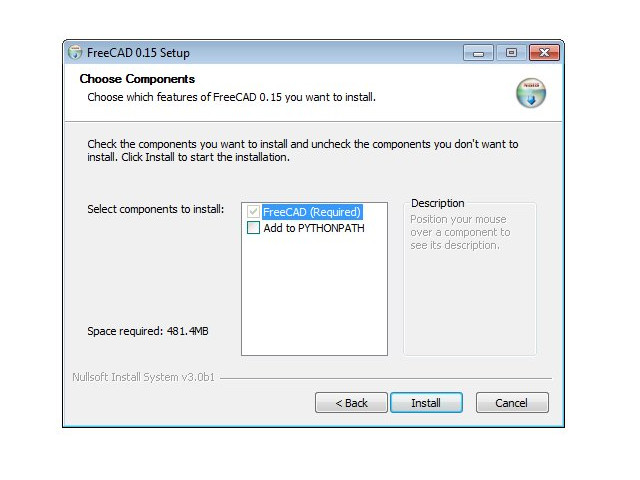 FreeCAD 0.15 Setup
Choose Components
Choose which features of FreeCAD 0.15 you want to install.
Check the components you want to install and uncheck the components you don't want to
install. Click Install to start the installation.
Select components to install:
FreeCAD (Required)
Add to PYTHONPATH
Description
Position your mouse
over a component to
see its description.
Space required: 481.4MB
Nullsoft Install System v3.0b1
< Back
Install
Cancel